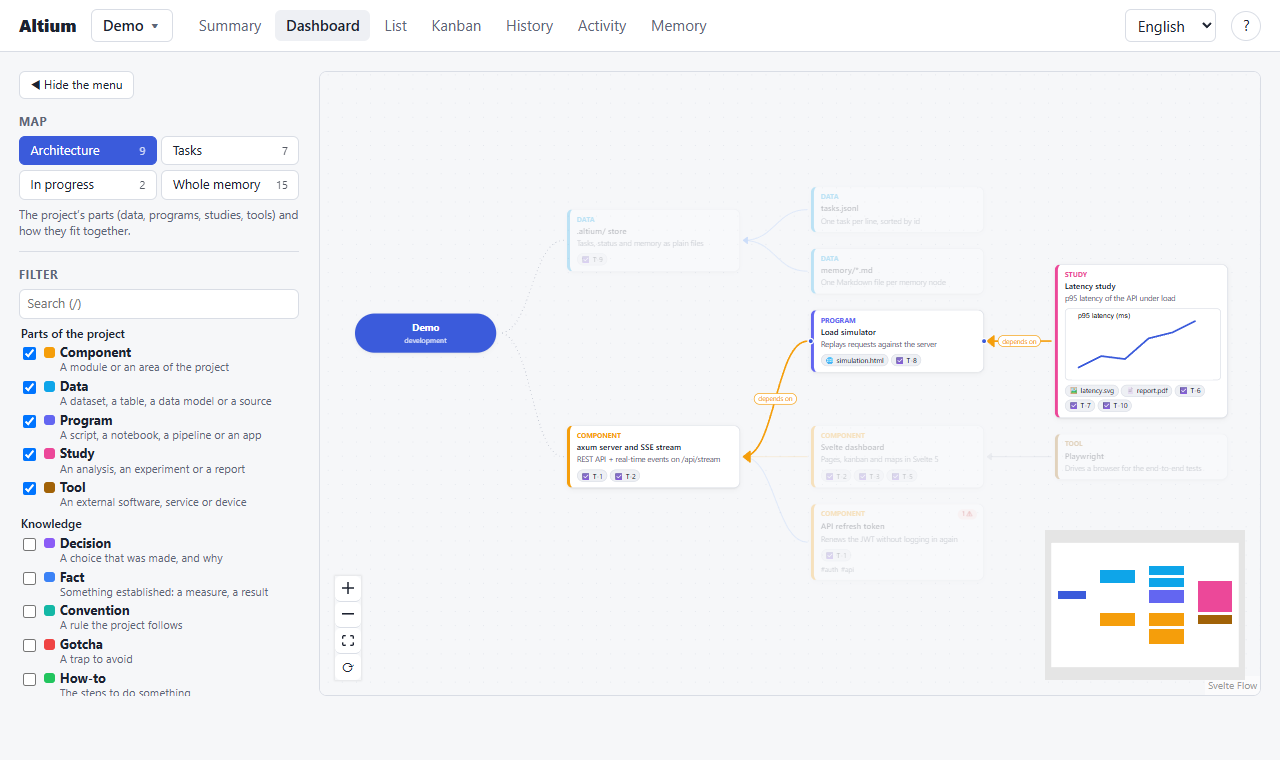 Altium
Demo
Summary
Dashboard
List
Kanban
History
Activity
Memory
English
?
◀ Hide the menu
MAP
Architecture 9
Tasks 7
In progress 2
Whole memory 15
The project's parts (data, programs, studies, tools) and
how they fit together.
FILTER
Search (/)
Parts of the project
Component
A module or an area of the project
Data
A dataset, a table, a data model or a source
Program
A script, a notebook, a pipeline or an app
Study
An analysis, an experiment or a report
Tool
An external software, service or device
Knowledge
Decision
A choice that was made, and why
Fact
Something established: a measure, a result
Convention
A rule the project follows
Gotcha
A trap to avoid
How-to
The steps to do something
Demo
development
DATA
.altium/ store
Tasks, status and memory as plain files
T·9
COMPONENT
axum server and SSE stream
REST API + real-time events on /api/stream
T·1
T·2
depends on
DATA
tasks.jsonl
One task per line, sorted by id
DATA
memory/*.md
One Markdown file per memory node
PROGRAM
Load simulator
Replays requests against the server
simulation.html
T·8
COMPONENT
Svelte dashboard
Pages, kanban and maps in Svelte 5
T·2
COMPONENT
API refresh token
Renews the JWT without logging in again
T·1
#auth #api
depends on
STUDY
Latency study
p95 latency of the API under load
p95 latency (ms)
latency.svg
report.pdf
T·6
T·7
T·10
TOOL
Playwright
Drives a browser for the end-to-end tests
Svelte Flow